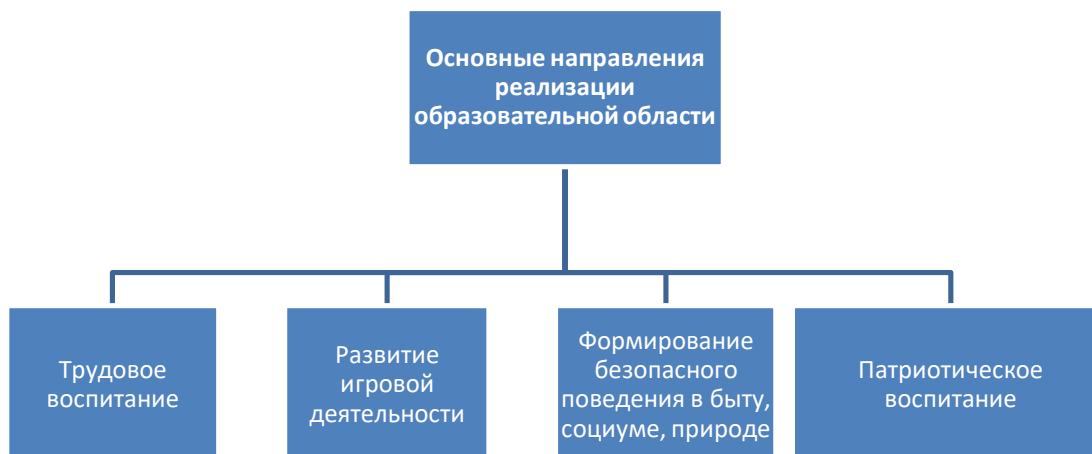 Основные направления
реализации
образовательной области
Трудовое
воспитание
Развитие
игровой
деятельности
Формирование
безопасного
поведения в быту,
социуме, природе
Патриотическое
воспитание